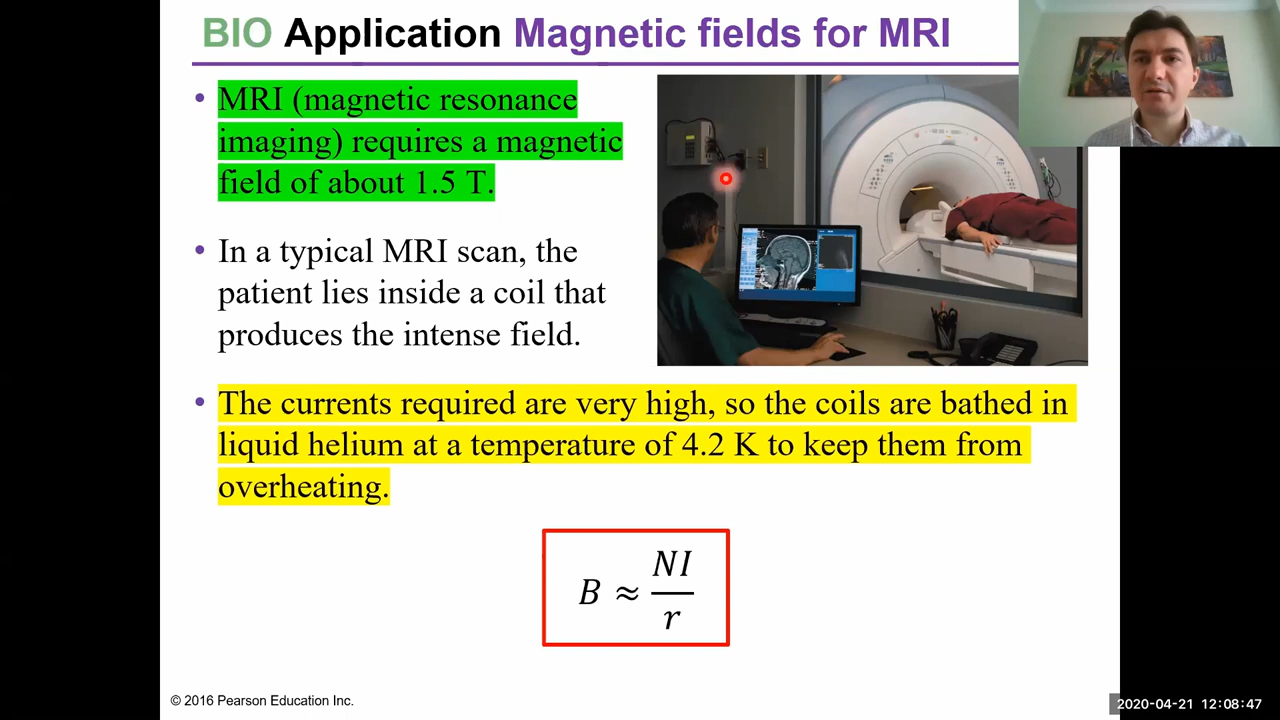 BIO Application Magnetic fields for MRI
• MRI (magnetic resonance
imaging) requires a magnetic
field of about 1.5 T.
• In a typical MRI scan, the
patient lies inside a coil that
produces the intense field.
• The currents required are very high, so the coils are bathed in
liquid helium at a temperature of 4.2 K to keep them from
overheating.
B ≈ NI/r
© 2016 Pearson Education Inc.
2020-04-21 12:08:47